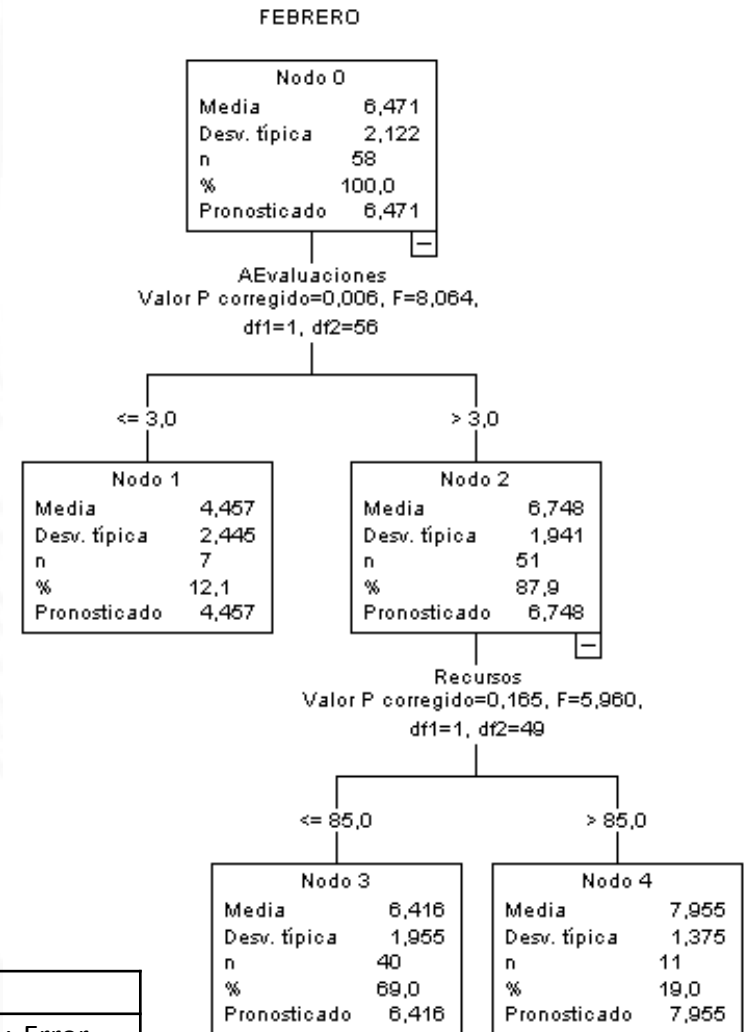 FEBRERO
Nodo 0
Media 6,471
Desv. típica 2,122
n 58
% 100,0
Pronosticado 6,471
AEvaluaciones
Valor P corregido=0,006, F=8,064,
df1=1, df2=56
<= 3,0
> 3,0
Nodo 1
Media 4,457
Desv. típica 2,445
n 7
% 12,1
Pronosticado 4,457
Nodo 2
Media 6,748
Desv. típica 1,941
n 51
% 87,9
Pronosticado 6,748
Recursos
Valor P corregido=0,165, F=5,960,
df1=1, df2=49
<= 85,0
> 85,0
Nodo 3
Media 6,416
Desv. típica 1,955
n 40
% 69,0
Pronosticado 6,416
Nodo 4
Media 7,955
Desv. típica 1,375
n 11
% 19,0
Pronosticado 7,955
Error